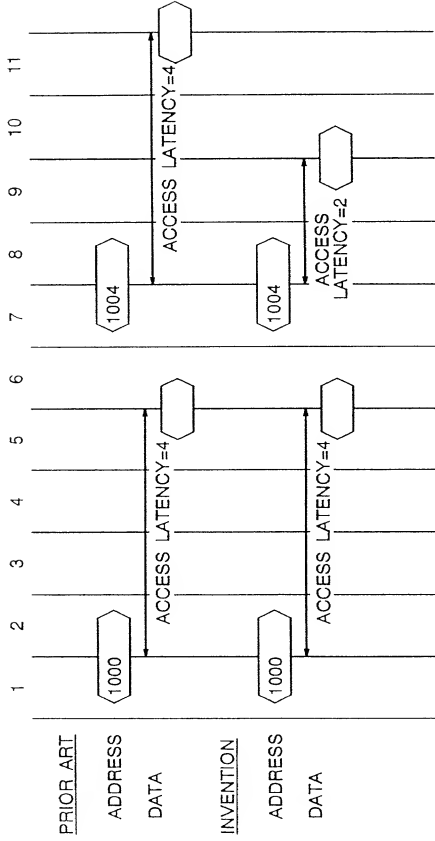 1 2 3 4 5 6 7 8 9 10 11
PRIOR ART
ADDRESS 1000 1004
DATA
ACCESS LATENCY=4 ACCESS LATENCY=4
INVENTION
ADDRESS 1000 1004
DATA
ACCESS LATENCY=4 ACCESS
LATENCY=2